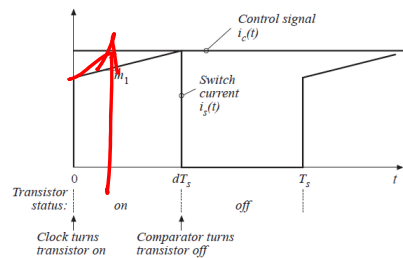 Control signal
i_c(t)
m_1
Switch
current
i_s(t)
0
dT_s
T_s
t
Transistor
status:
on
off
Clock turns
transistor on
Comparator turns
transistor off